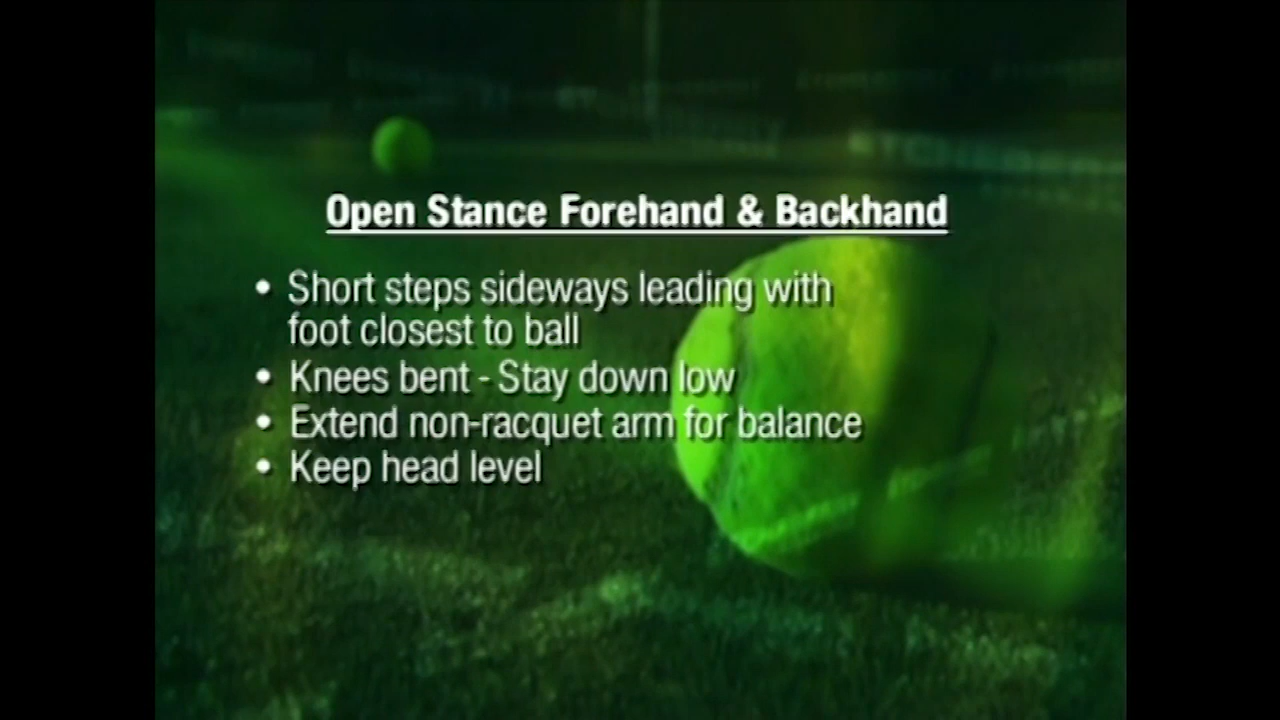 Open Stance Forehand & Backhand
• Short steps sideways leading with
foot closest to ball
• Knees bent - Stay down low
• Extend non-racquet arm for balance
• Keep head level